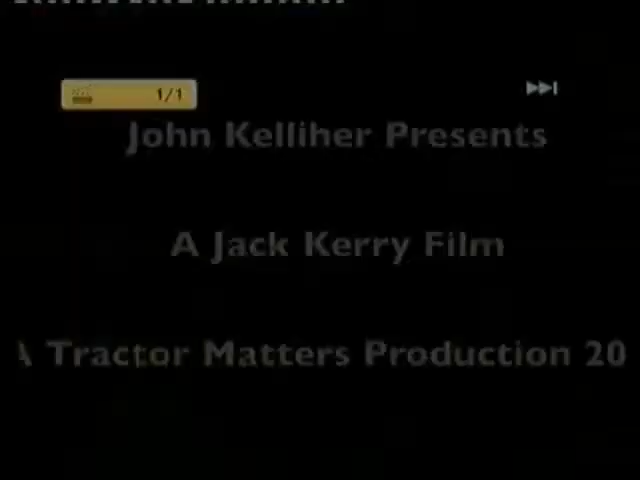 1/1
John Kelliher Presents
A Jack Kerry Film
A Tractor Matters Production 20